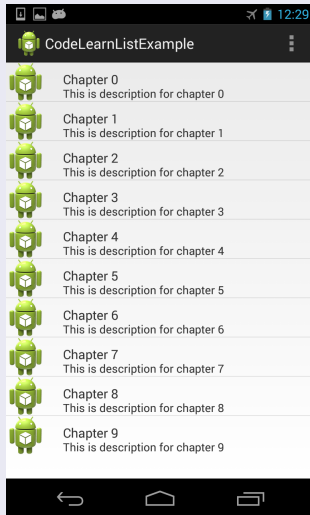 12:29
CodeLearnListExample
Chapter 0
This is description for chapter 0
Chapter 1
This is description for chapter 1
Chapter 2
This is description for chapter 2
Chapter 3
This is description for chapter 3
Chapter 4
This is description for chapter 4
Chapter 5
This is description for chapter 5
Chapter 6
This is description for chapter 6
Chapter 7
This is description for chapter 7
Chapter 8
This is description for chapter 8
Chapter 9
This is description for chapter 9